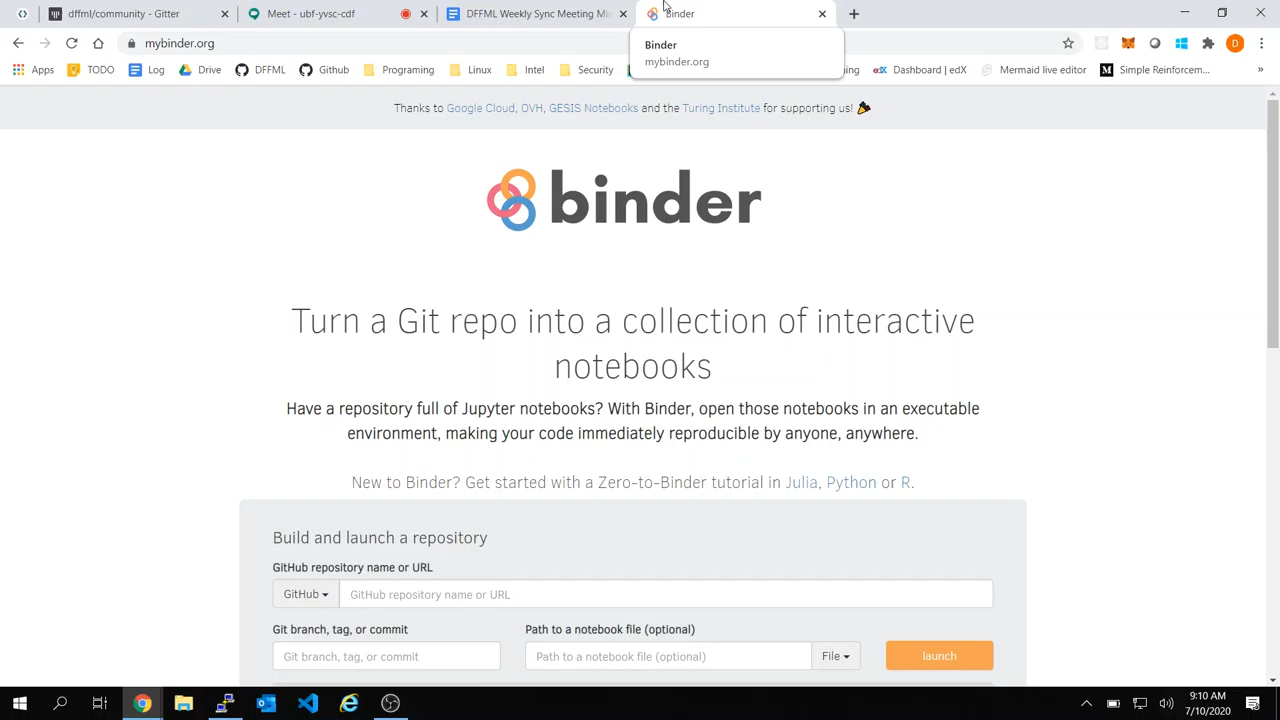 dffml/community - Gitter
Meet - ubf-yvsc-cdf
DFFML Weekly Sync Meeting Min
Binder
mybinder.org
Binder
mybinder.org
Apps
TODO
Log
Drive
DFFML
Github
Programing
Linux
Intel
Security
Dashboard | edX
Mermaid live editor
Simple Reinforcem...
»
Thanks to Google Cloud, OVH, GESIS Notebooks and the Turing Institute for supporting us!
binder
Turn a Git repo into a collection of interactive
notebooks
Have a repository full of Jupyter notebooks? With Binder, open those notebooks in an executable
environment, making your code immediately reproducible by anyone, anywhere.
New to Binder? Get started with a Zero-to-Binder tutorial in Julia, Python or R.
Build and launch a repository
GitHub repository name or URL
GitHub
GitHub repository name or URL
Git branch, tag, or commit
Path to a notebook file (optional)
Git branch, tag, or commit
Path to a notebook file (optional)
File
launch
9:10 AM
7/10/2020